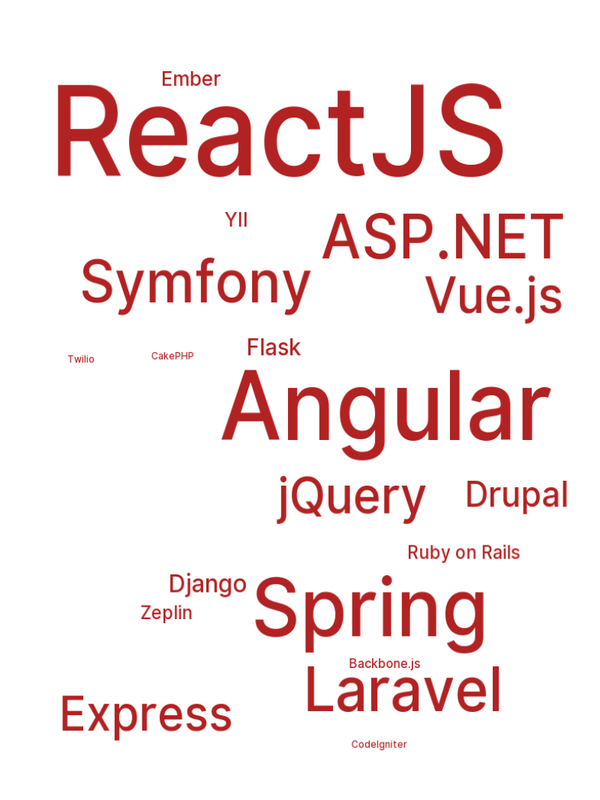 Ember
ReactJS
YII
ASP.NET
Symfony
Vue.js
Flask
Twilio
CakePHP
Angular
jQuery
Drupal
Ruby on Rails
Django
Spring
Zeplin
Backbone.js
Laravel
Express
CodeIgniter